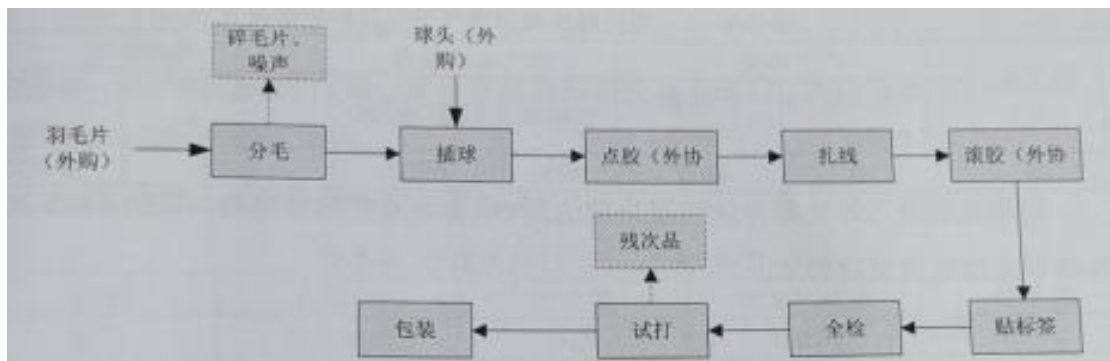 碎毛片、
噪声
球头（外
购）
羽毛片
（外购）
分毛
插球
点胶（外协
扎线
滚胶（外协
残次品
包装
试打
全检
贴标签